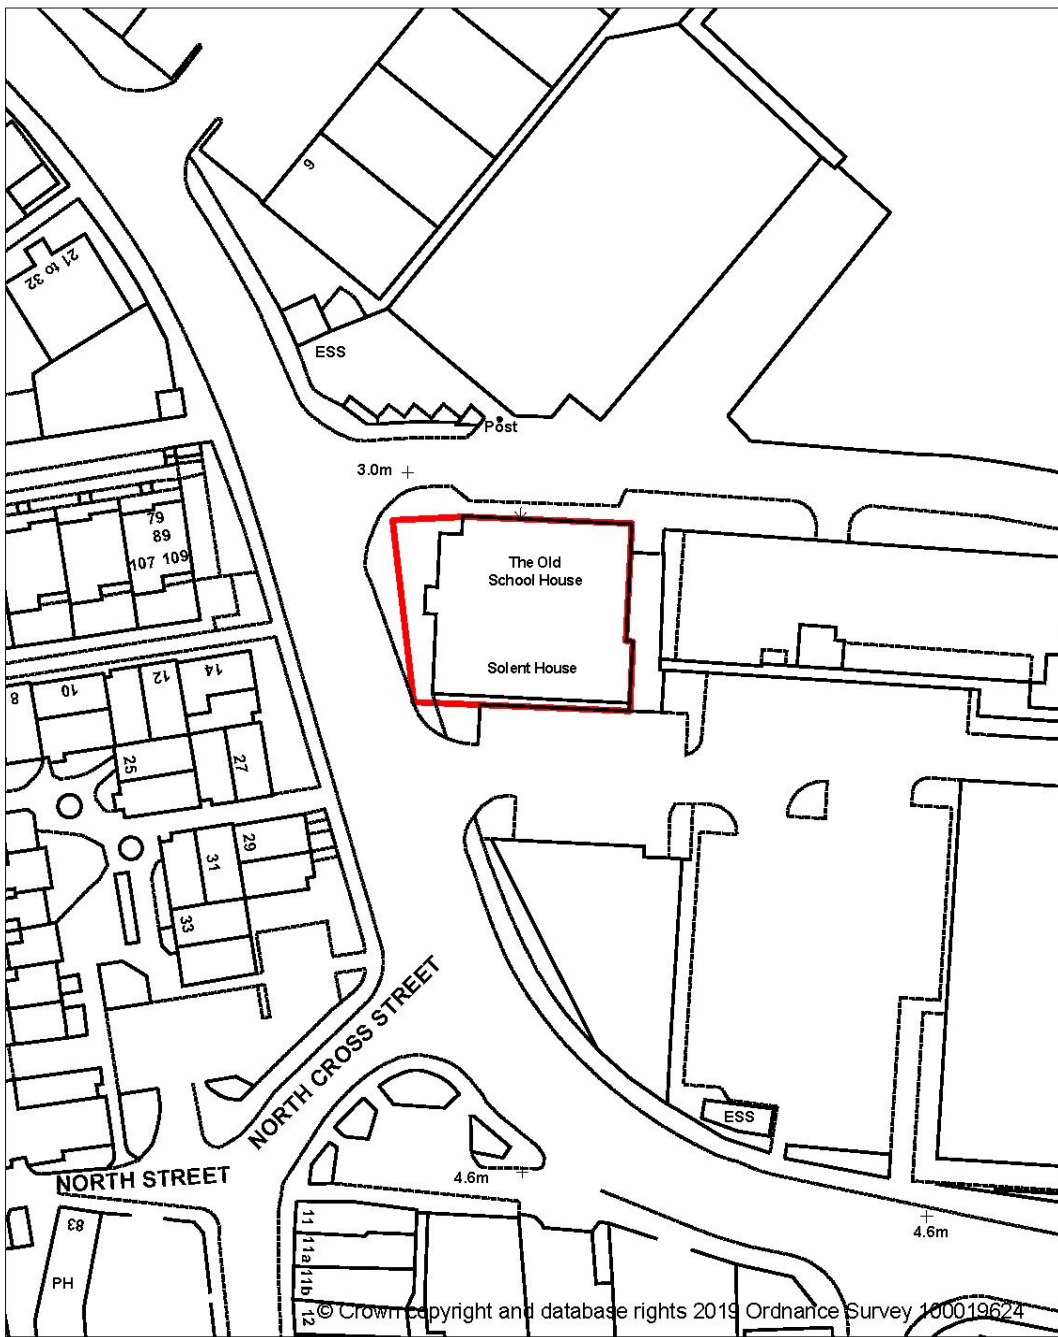 9
21 to 32
ESS
Post
3.0m
79
89
107 109
The Old
School House
Solent House
8
10
12
14
25
27
29
31
33
NORTH CROSS STREET
ESS
NORTH STREET
4.6m
4.6m
83
PH
11
11a
11b
12
© Crown copyright and database rights 2019 Ordnance Survey 100019624